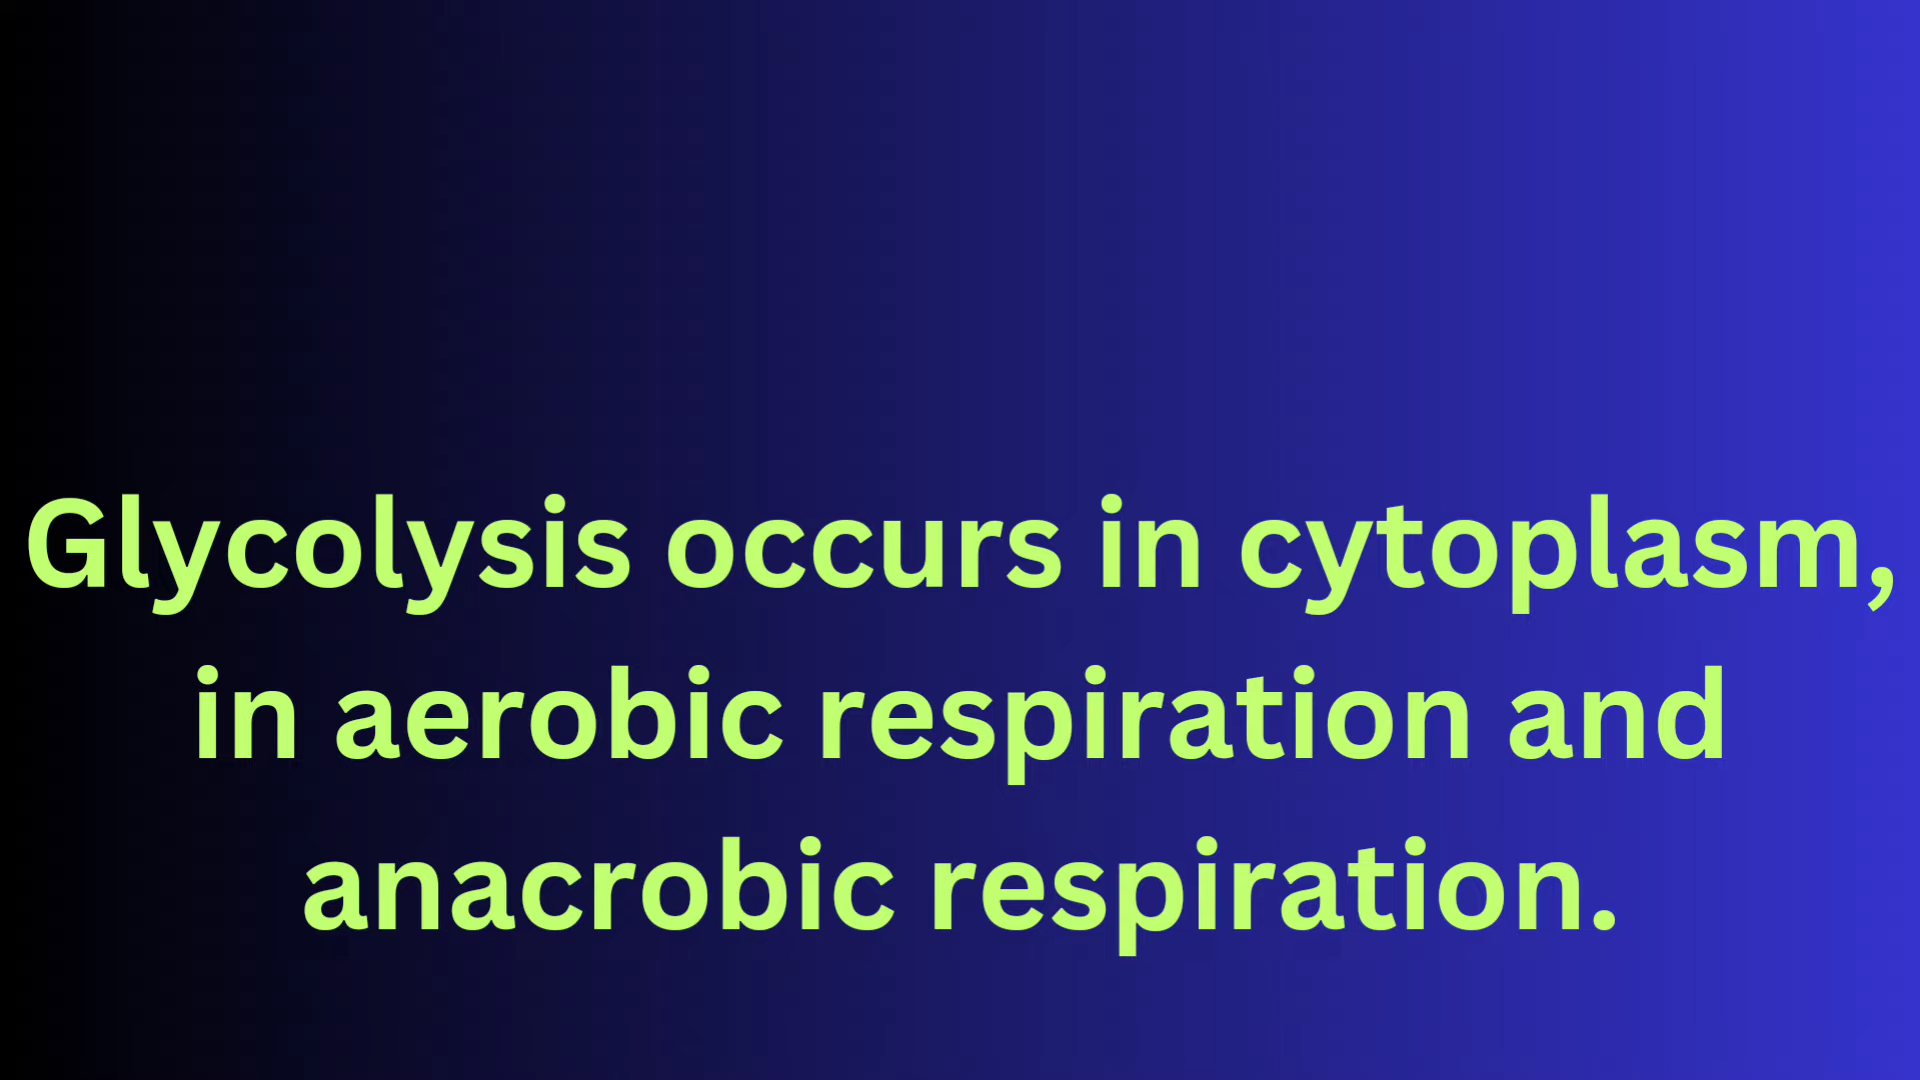 Glycolysis occurs in cytoplasm,
in aerobic respiration and
anacrobic respiration.